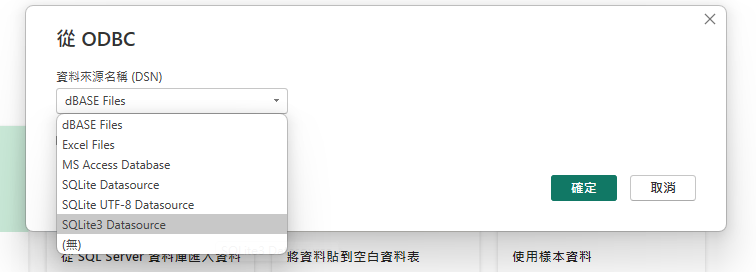 從 ODBC
資料來源名稱 (DSN)
dBASE Files
dBASE Files
Excel Files
MS Access Database
SQLite Datasource
SQLite UTF-8 Datasource
SQLite3 Datasource
(無)
確定
取消
從 SQL Server 資料庫匯入資料
將資料貼到空白資料表
使用樣本資料